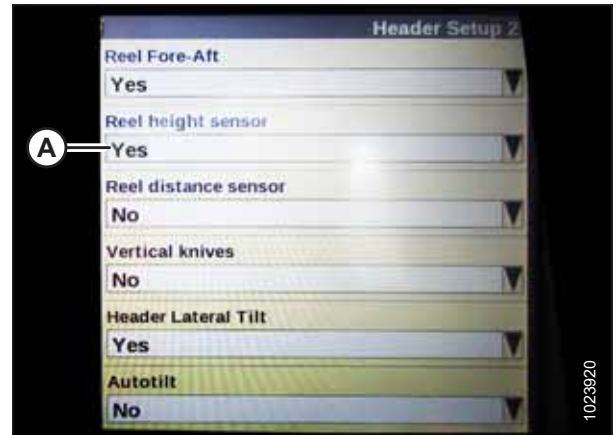 Header Setup 2
Reel Fore-Aft
Yes
Reel height sensor
A
Yes
Reel distance sensor
No
Vertical knives
No
Header Lateral Tilt
Yes
Autotilt
No
1023920